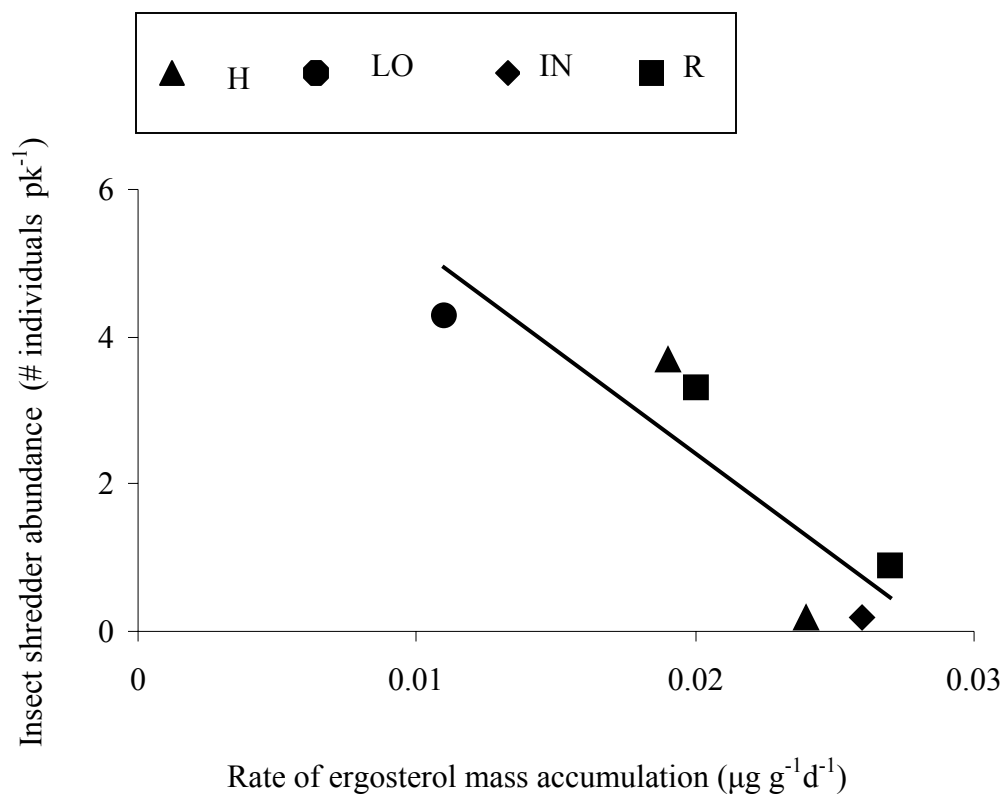 H LO IN R
Insect shredder abundance (# individuals pk⁻¹)
6
4
2
0
0 0.01 0.02 0.03
Rate of ergosterol mass accumulation (µg g⁻¹d⁻¹)